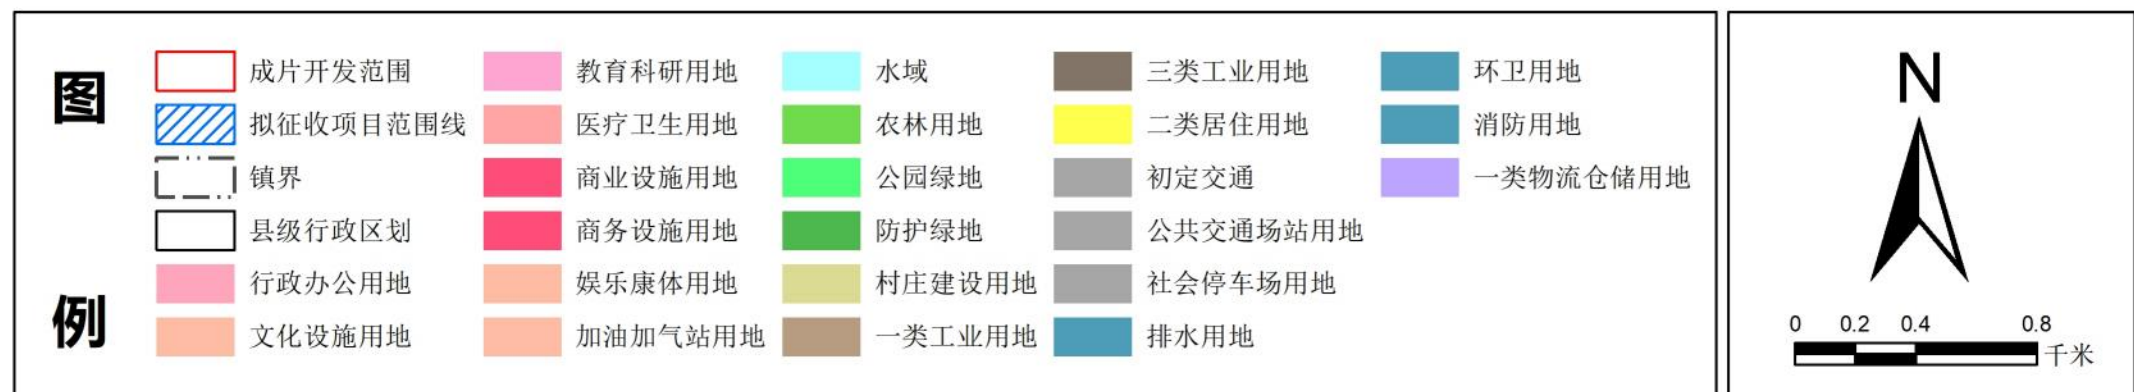 图例
成片开发范围
拟征收项目范围线
镇界
县级行政区划
行政办公用地
文化设施用地
教育科研用地
医疗卫生用地
商业设施用地
商务设施用地
娱乐康体用地
加油加气站用地
水域
农林用地
公园绿地
防护绿地
村庄建设用地
一类工业用地
三类工业用地
二类居住用地
初定交通
公共交通场站用地
社会停车场用地
排水用地
环卫用地
消防用地
一类物流仓储用地
N
0 0.2 0.4 0.8
千米